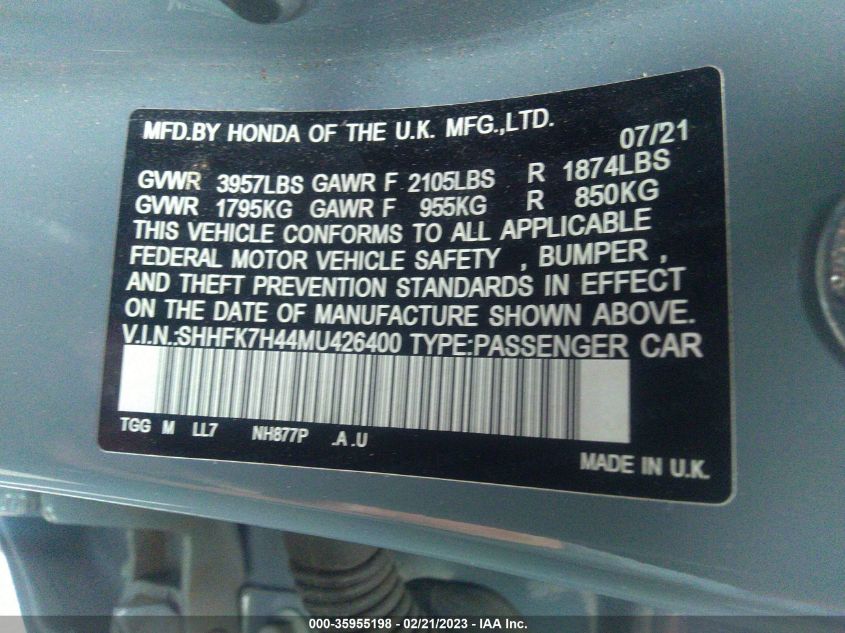 MFD.BY HONDA OF THE U.K. MFG.,LTD. 07/21
GVWR 3957LBS GAWR F 2105LBS R 1874LBS
GVWR 1795KG GAWR F 955KG R 850KG
THIS VEHICLE CONFORMS TO ALL APPLICABLE
FEDERAL MOTOR VEHICLE SAFETY , BUMPER ,
AND THEFT PREVENTION STANDARDS IN EFFECT
ON THE DATE OF MANUFACTURE SHOWN ABOVE.
V.I.N.:SHHFK7H44MU426400 TYPE:PASSENGER CAR
TGG M LL7 NH877P .A .U
MADE IN U.K.
000-35955198 - 02/21/2023 - IAA Inc.